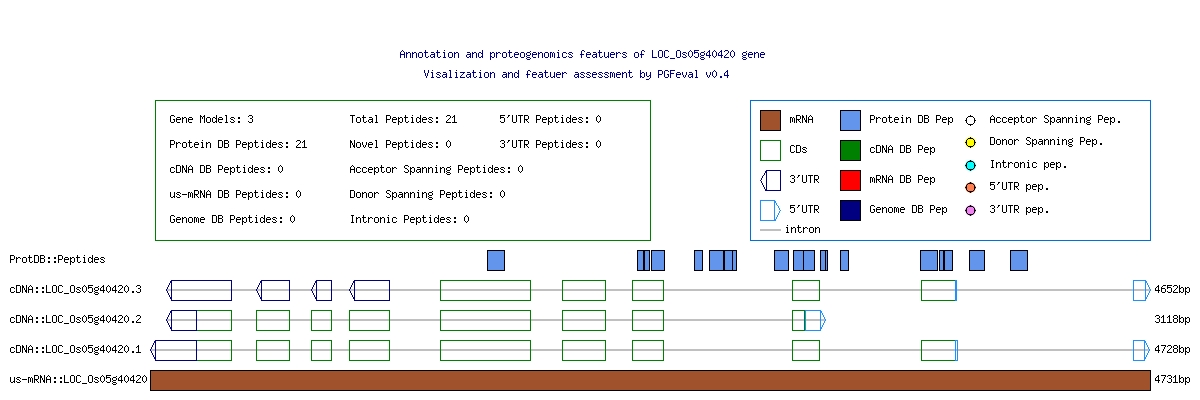 Annotation and proteogenomics featuers of LOC_Os05g40420 gene
Visalization and featuer assessment by PGFeval v0.4
Gene Models: 3 Total Peptides: 21 5'UTR Peptides: 0
Protein DB Peptides: 21 Novel Peptides: 0 3'UTR Peptides: 0
cDNA DB Peptides: 0 Acceptor Spanning Peptides: 0
us-mRNA DB Peptides: 0 Donor Spanning Peptides: 0
Genome DB Peptides: 0 Intronic Peptides: 0
mRNA Protein DB Pep Acceptor Spanning Pep.
CDs cDNA DB Pep Donor Spanning Pep.
3'UTR mRNA DB Pep Intronic pep.
5'UTR Genome DB Pep 5'UTR pep.
intron 3'UTR pep.
ProtDB::Peptides
cDNA::LOC_Os05g40420.3 4652bp
cDNA::LOC_Os05g40420.2 3118bp
cDNA::LOC_Os05g40420.1 4728bp
us-mRNA::LOC_Os05g40420 4731bp